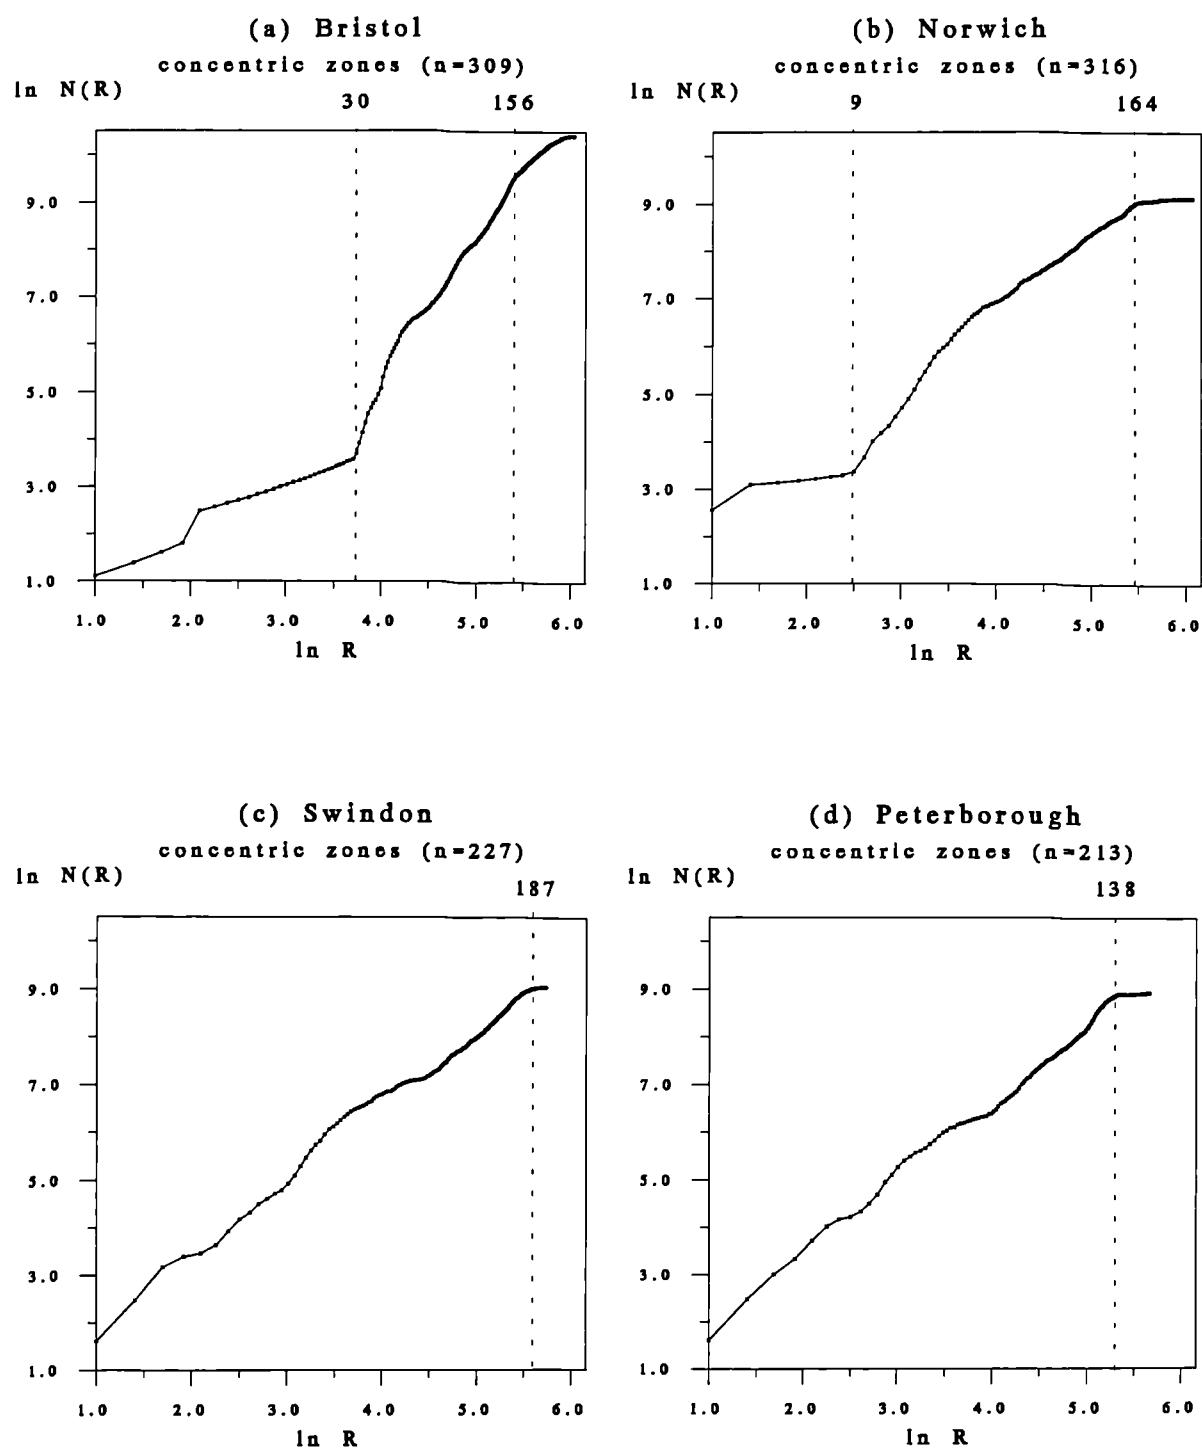 (a) Bristol
concentric zones (n=309)
ln N(R)
30 156
9.0
7.0
5.0
3.0
1.0
1.0 2.0 3.0 4.0 5.0 6.0
ln R
(b) Norwich
concentric zones (n=316)
ln N(R)
9 164
9.0
7.0
5.0
3.0
1.0
1.0 2.0 3.0 4.0 5.0 6.0
ln R
(c) Swindon
concentric zones (n=227)
ln N(R)
187
9.0
7.0
5.0
3.0
1.0
1.0 2.0 3.0 4.0 5.0 6.0
ln R
(d) Peterborough
concentric zones (n=213)
ln N(R)
138
9.0
7.0
5.0
3.0
1.0
1.0 2.0 3.0 4.0 5.0 6.0
ln R